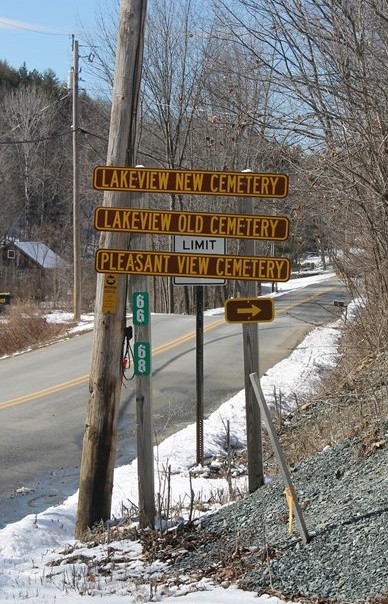 LAKEVIEW NEW CEMETERY
LAKEVIEW OLD CEMETERY
LIMIT
PLEASANT VIEW CEMETERY
66
68